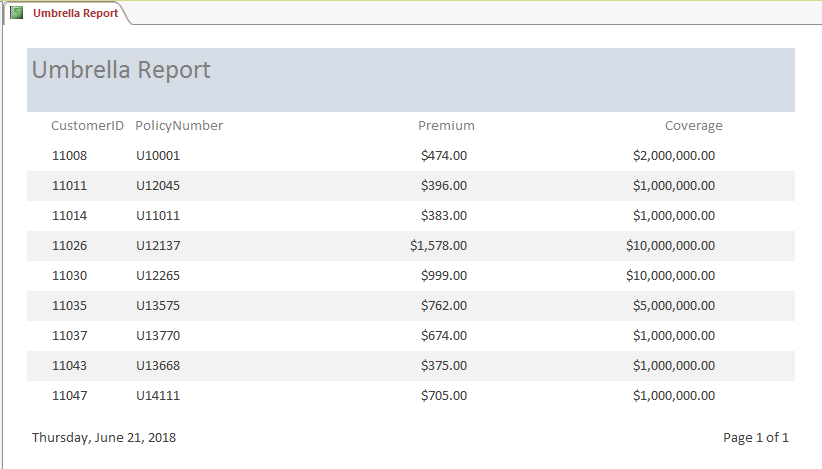 Umbrella Report
Umbrella Report
CustomerID PolicyNumber Premium Coverage
11008 U10001 $474.00 $2,000,000.00
11011 U12045 $396.00 $1,000,000.00
11014 U11011 $383.00 $1,000,000.00
11026 U12137 $1,578.00 $10,000,000.00
11030 U12265 $999.00 $10,000,000.00
11035 U13575 $762.00 $5,000,000.00
11037 U13770 $674.00 $1,000,000.00
11043 U13668 $375.00 $1,000,000.00
11047 U14111 $705.00 $1,000,000.00
Thursday, June 21, 2018 Page 1 of 1